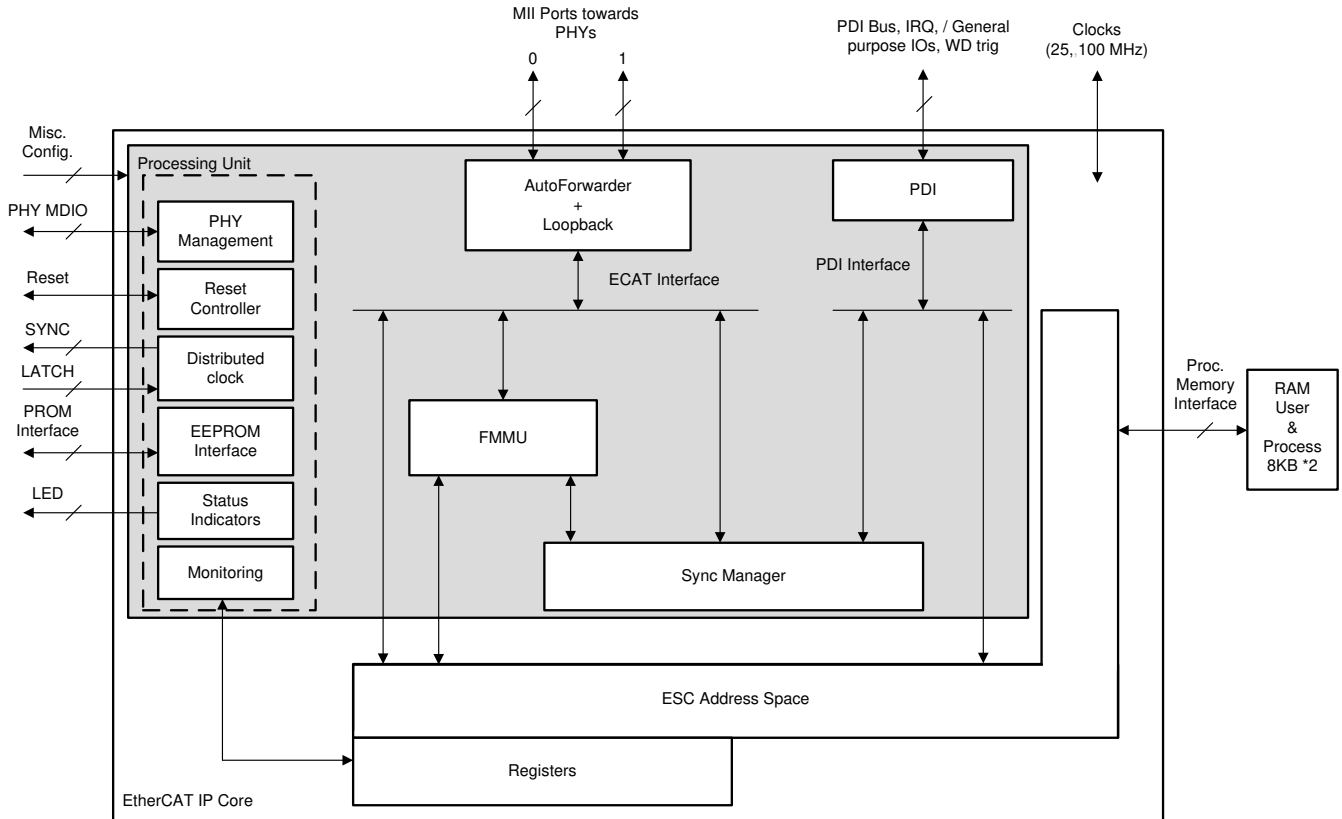 MII Ports towards
PHYs
0
1
PDI Bus, IRQ, / General
purpose IOs, WD trig
Clocks
(25,.100 MHz)
Misc.
Config.
PHY MDIO
Reset
SYNC
LATCH
PROM
Interface
LED
Processing Unit
PHY
Management
Reset
Controller
Distributed
clock
EEPROM
Interface
Status
Indicators
Monitoring
AutoForwarder
+
Loopback
ECAT Interface
PDI
PDI Interface
FMMU
Sync Manager
Proc.
Memory
Interface
RAM
User
&
Process
8KB *2
ESC Address Space
Registers
EtherCAT IP Core